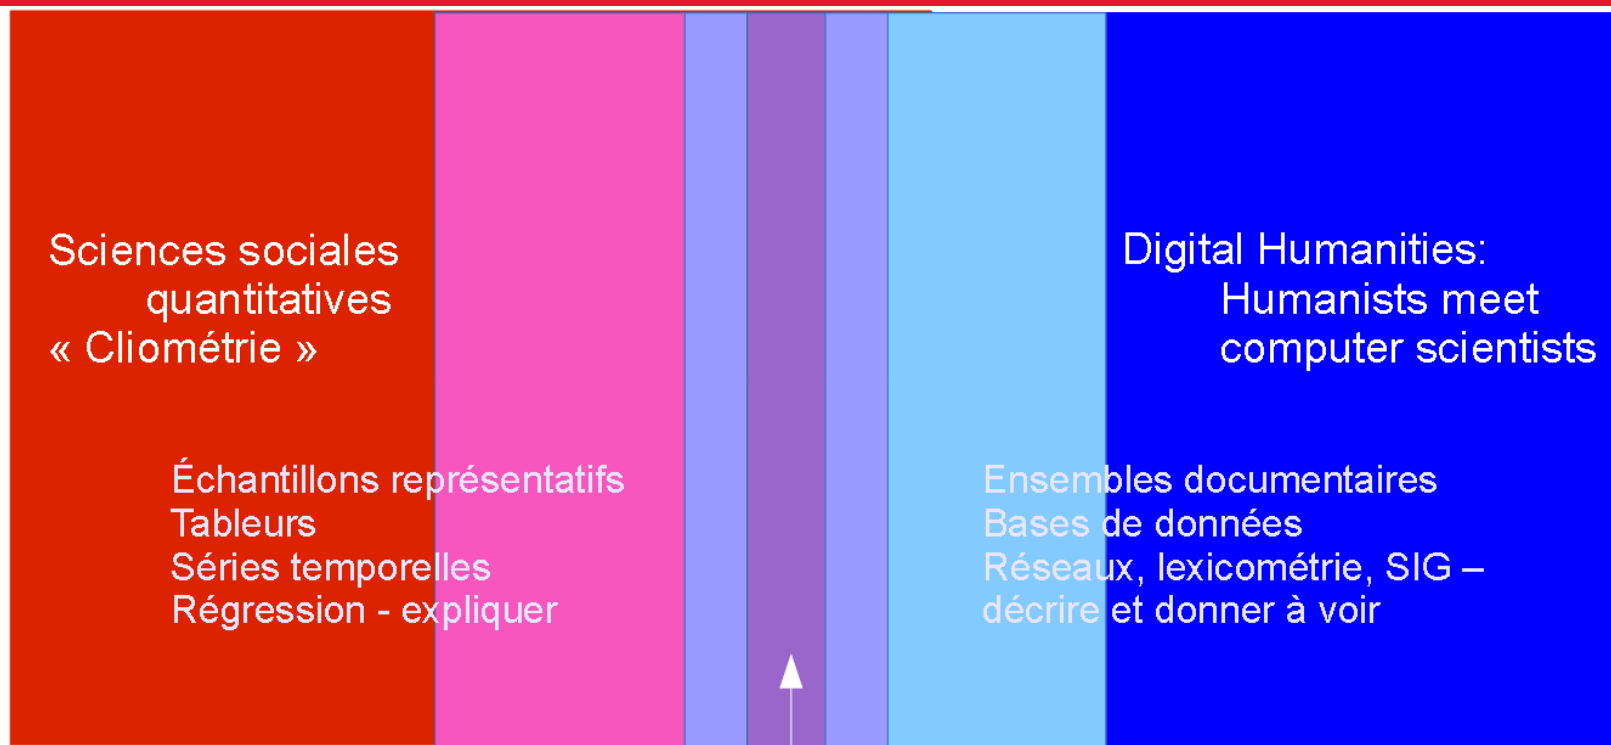 Sciences sociales
quantitatives
« Cliométrie »
Échantillons représentatifs
Tableurs
Séries temporelles
Régression - expliquer
Digital Humanities:
Humanists meet
computer scientists
Ensembles documentaires
Bases de données
Réseaux, lexicométrie, SIG –
décrire et donner à voir